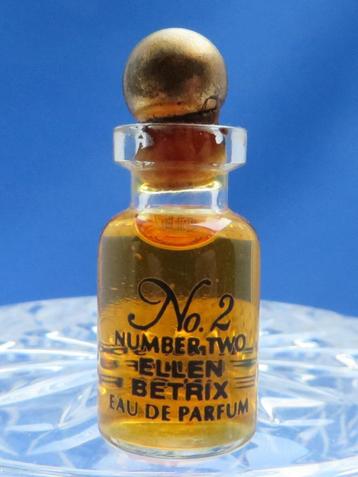 No. 2
NUMBER TWO
ELLEN
BETRIX
EAU DE PARFUM